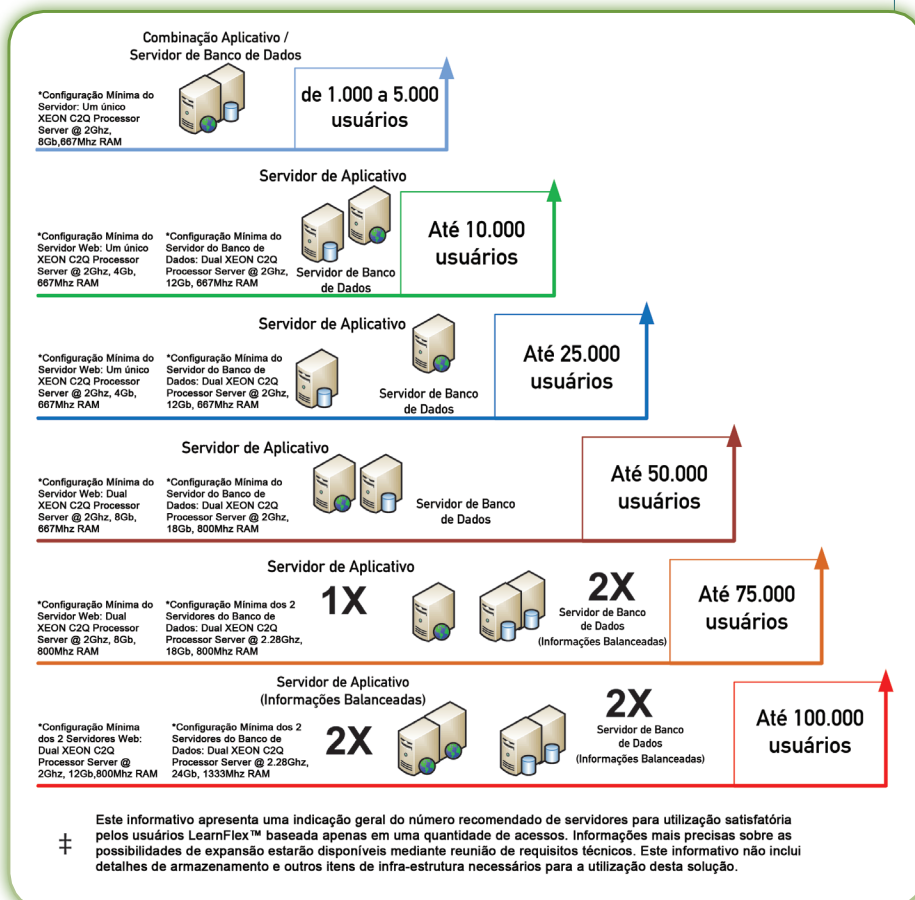 Combinação Aplicativo /
Servidor de Banco de Dados
*Configuração Mínima do
Servidor: Um único
XEON C2Q Processor
Server @ 2Ghz,
8Gb,667Mhz RAM
de 1.000 a 5.000
usuários
Servidor de Aplicativo
*Configuração Mínima do
Servidor Web: Um único
XEON C2Q Processor
Server @ 2Ghz, 4Gb,
667Mhz RAM
*Configuração Mínima do
Servidor do Banco de
Dados: Dual XEON C2Q
Processor Server @ 2Ghz,
12Gb, 667Mhz RAM
Servidor de Banco
de Dados
Até 10.000
usuários
Servidor de Aplicativo
*Configuração Mínima do
Servidor Web: Um único
XEON C2Q Processor
Server @ 2Ghz, 4Gb,
667Mhz RAM
*Configuração Mínima do
Servidor do Banco de
Dados: Dual XEON C2Q
Processor Server @ 2Ghz,
12Gb, 667Mhz RAM
Servidor de Banco
de Dados
Até 25.000
usuários
Servidor de Aplicativo
*Configuração Mínima do
Servidor Web: Dual
XEON C2Q Processor
Server @ 2Ghz, 8Gb,
667Mhz RAM
*Configuração Mínima do
Servidor do Banco de
Dados: Dual XEON C2Q
Processor Server @ 2Ghz,
18Gb, 800Mhz RAM
Servidor de Banco
de Dados
Até 50.000
usuários
Servidor de Aplicativo
*Configuração Mínima do
Servidor Web: Dual
XEON C2Q Processor
Server @ 2Ghz, 8Gb,
800Mhz RAM
*Configuração Mínima dos 2
Servidores do Banco de
Dados: Dual XEON C2Q
Processor Server @ 2.28Ghz,
18Gb, 800Mhz RAM
1X
2X
Servidor de Banco
de Dados
(Informações Balanceadas)
Até 75.000
usuários
Servidor de Aplicativo
(Informações Balanceadas)
*Configuração Mínima
dos 2 Servidores Web:
Dual XEON C2Q
Processor Server @
2Ghz, 12Gb,800Mhz RAM
*Configuração Mínima dos 2
Servidores do Banco de
Dados: Dual XEON C2Q
Processor Server @ 2.28Ghz,
24Gb, 1333Mhz RAM
2X
2X
Servidor de Banco
de Dados
(Informações Balanceadas)
Até 100.000
usuários
‡
Este informativo apresenta uma indicação geral do número recomendado de servidores para utilização satisfatória
pelos usuários LearnFlex™ baseada apenas em uma quantidade de acessos. Informações mais precisas sobre as
possibilidades de expansão estarão disponíveis mediante reunião de requisitos técnicos. Este informativo não inclui
detalhes de armazenamento e outros itens de infra-estrutura necessários para a utilização desta solução.